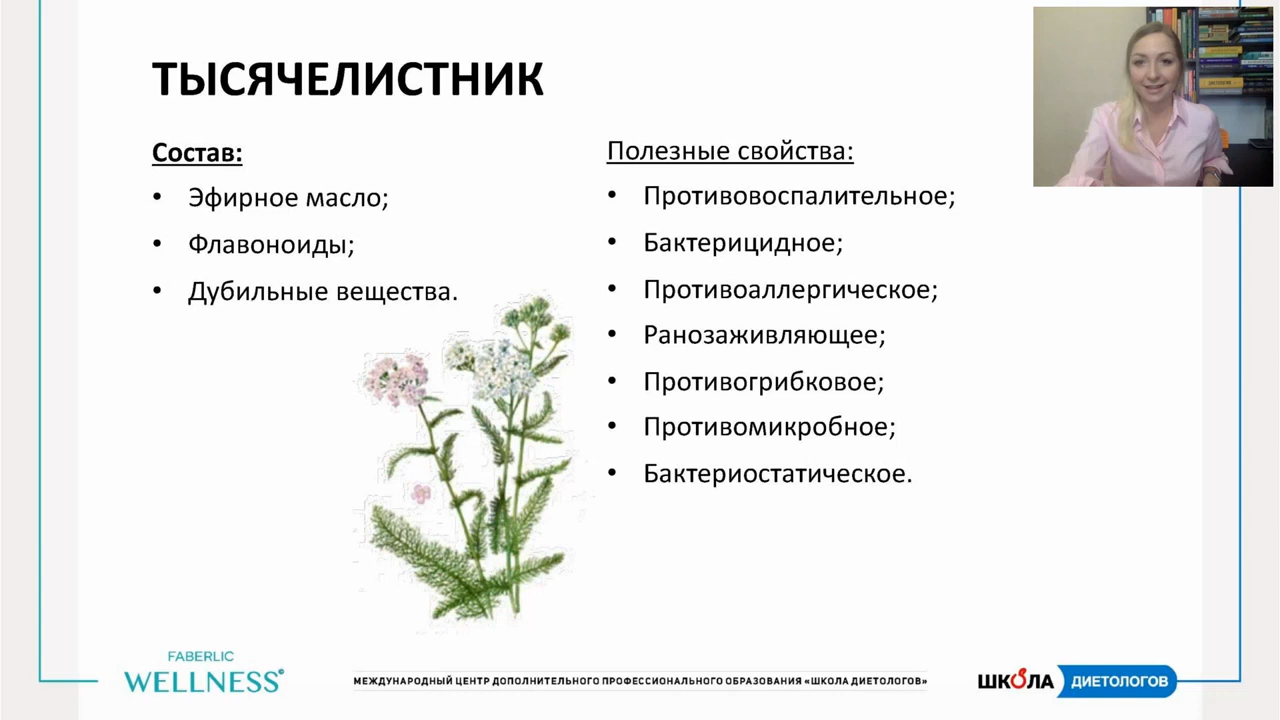 ТЫСЯЧЕЛИСТНИК
Состав:
• Эфирное масло;
• Флавоноиды;
• Дубильные вещества.
Полезные свойства:
• Противовоспалительное;
• Бактерицидное;
• Противоаллергическое;
• Ранозаживляющее;
• Противогрибковое;
• Противомикробное;
• Бактериостатическое.
FABERLIC
WELLNESS
МЕЖДУНАРОДНЫЙ ЦЕНТР ДОПОЛНИТЕЛЬНОГО ПРОФЕССИОНАЛЬНОГО ОБРАЗОВАНИЯ «ШКОЛА ДИЕТОЛОГОВ»
ШКОЛА ДИЕТОЛОГОВ